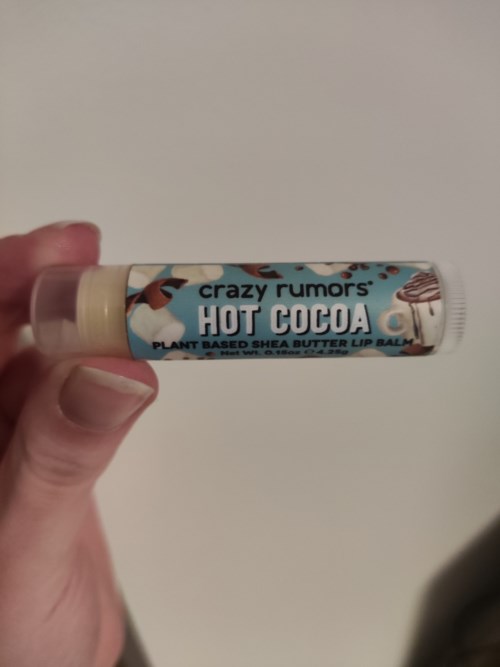 crazy rumors
HOT COCOA
PLANT BASED SHEA BUTTER LIP BALM
Net Wt. 0.15oz ℮ 4.25g